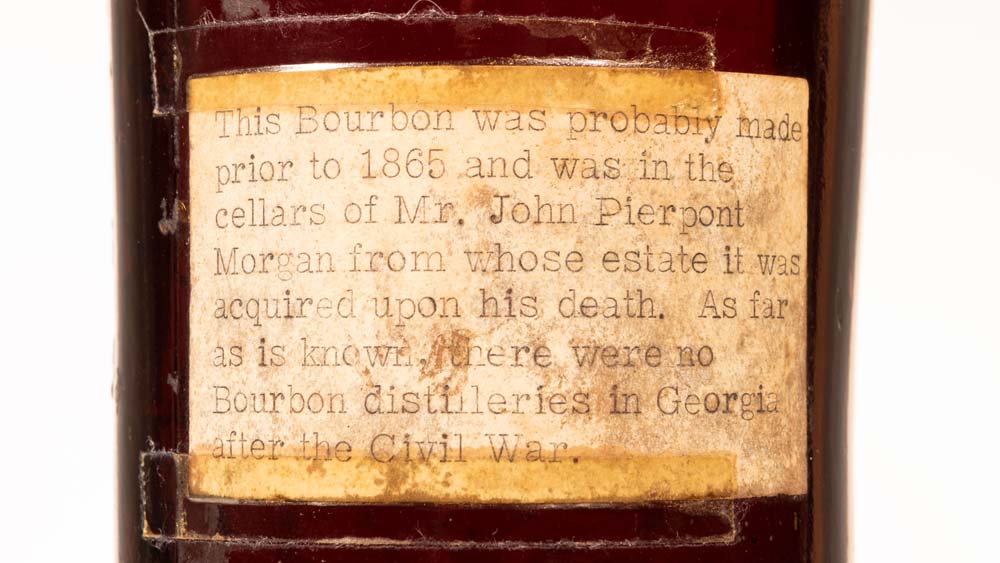 This Bourbon was probably made
prior to 1865 and was in the
cellars of Mr. John Pierpont
Morgan from whose estate it was
acquired upon his death.  As far
as is known, there were no
Bourbon distilleries in Georgia
after the Civil War.